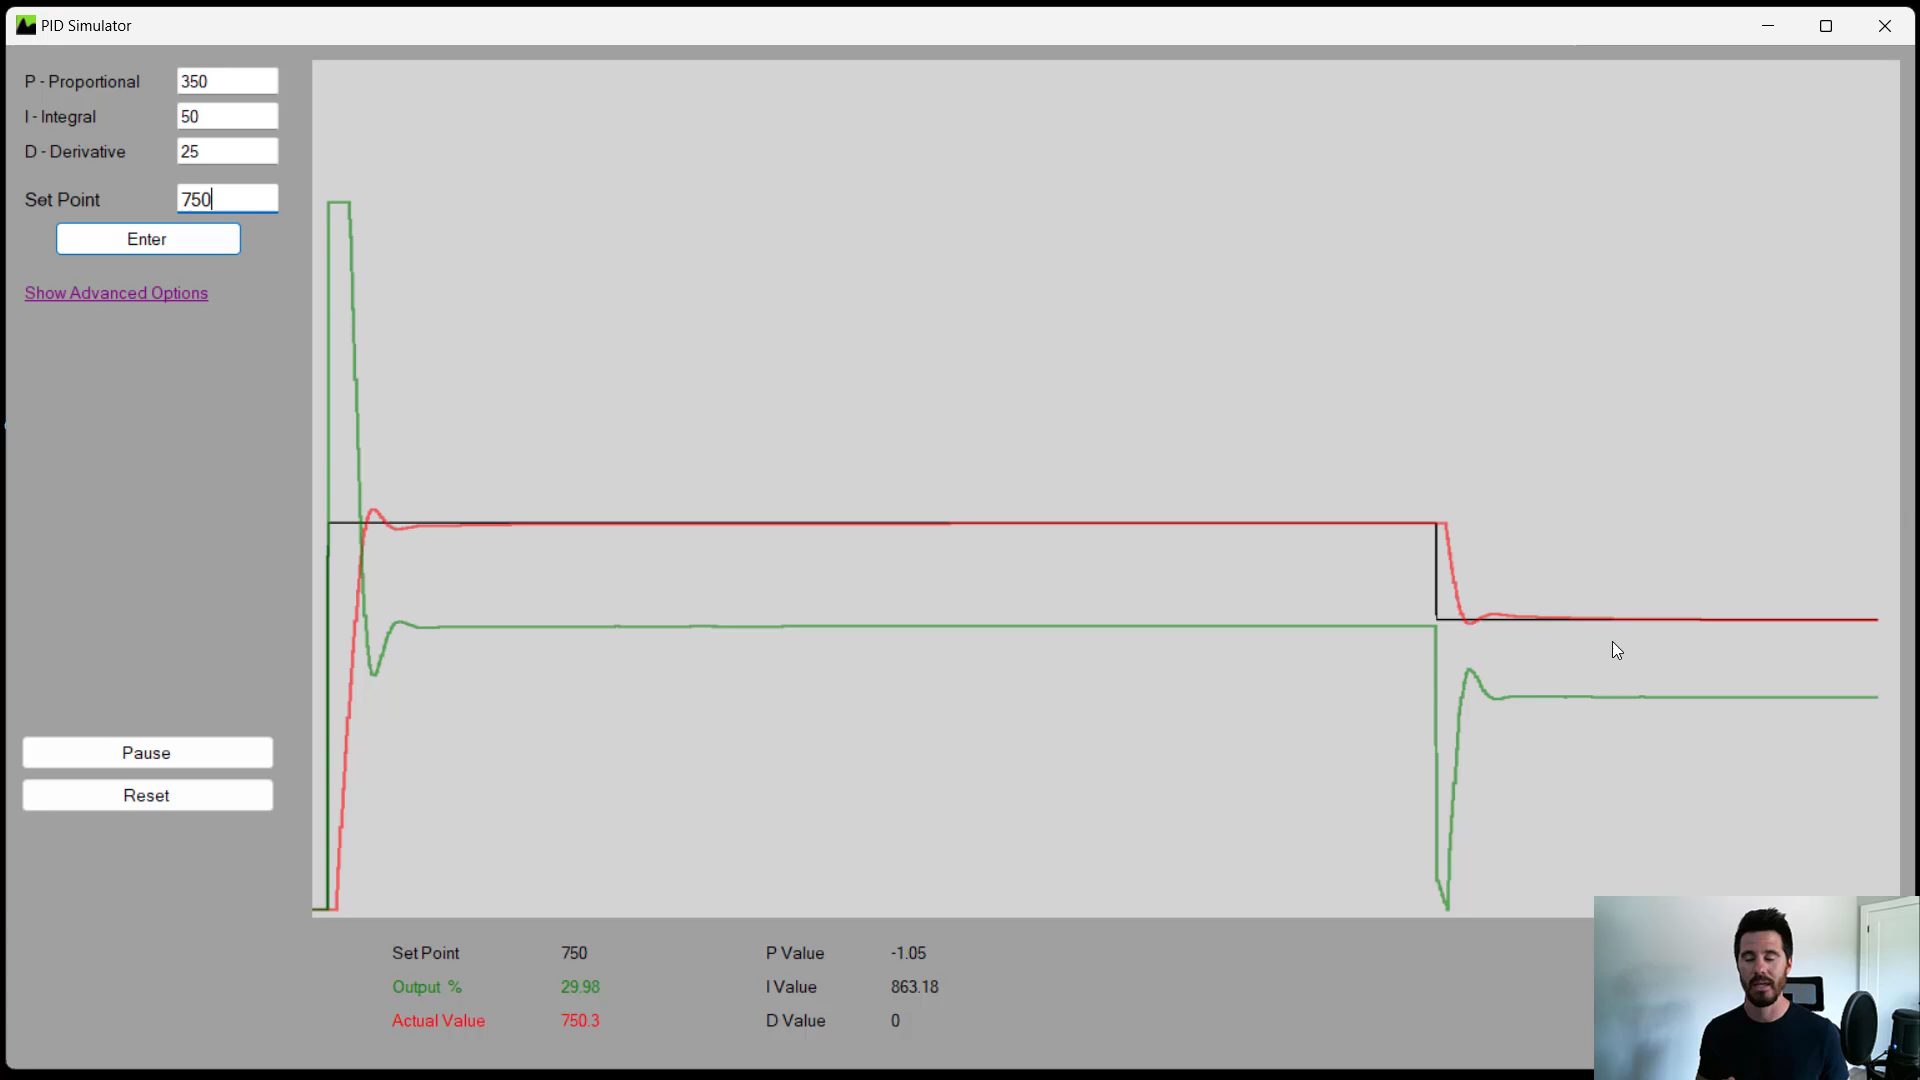 PID Simulator
P - Proportional 350
I - Integral 50
D - Derivative 25
Set Point 750
Enter
Show Advanced Options
Pause
Reset
Set Point 750 P Value -1.05
Output % 29.98 I Value 863.18
Actual Value 750.3 D Value 0